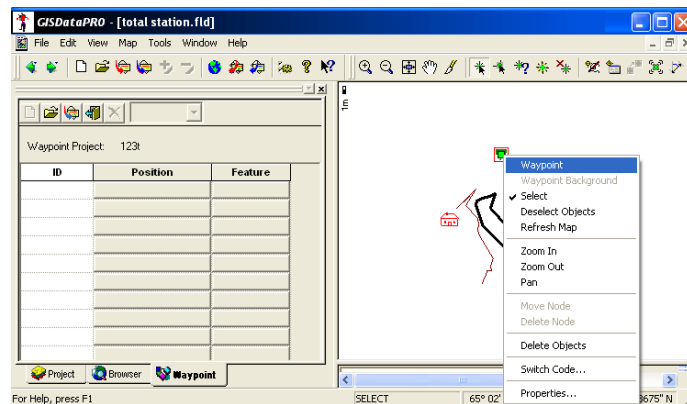 GISDataPRO - [total station.fld]
File Edit View Map Tools Window Help
Waypoint Project: 123t
ID Position Feature
Project Browser Waypoint
1m
Waypoint
Waypoint Background
Select
Deselect Objects
Refresh Map
Zoom In
Zoom Out
Pan
Move Node
Delete Node
Delete Objects
Switch Code...
Properties...
For Help, press F1 SELECT 65° 02' 3675" N